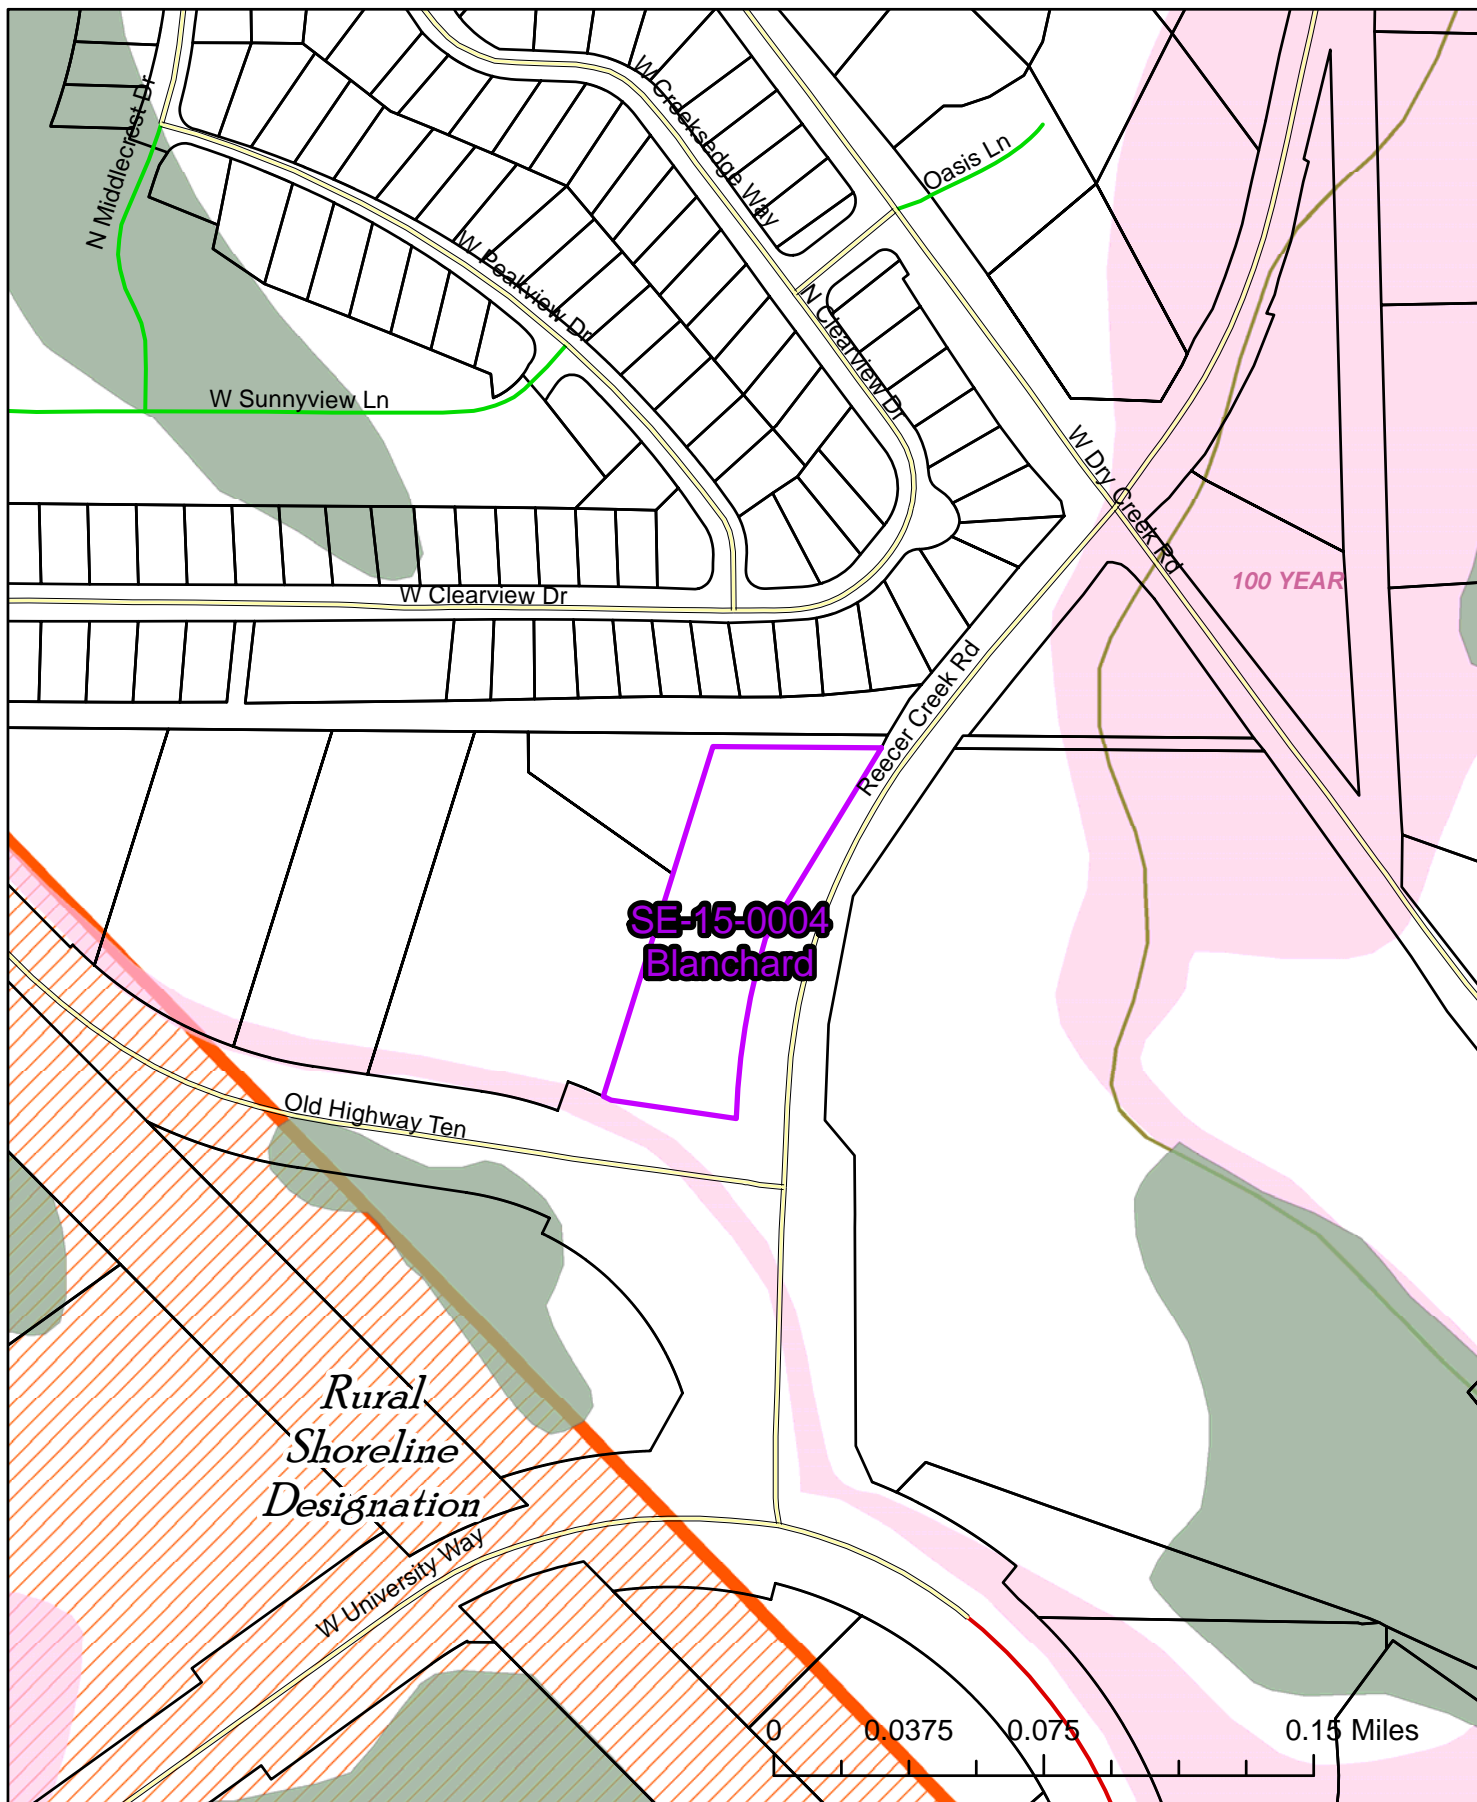 W Creeksedge Way
N Middlecrest Dr
Oasis Ln
W Peakview Dr
N Clearview Dr
W Sunnyview Ln
W Dry Creek Rd
100 YEAR
W Clearview Dr
Reecer Creek Rd
SE-15-0004
Blanchard
Old Highway Ten
Rural
Shoreline
Designation
W University Way
0 0.0375 0.075 0.15 Miles